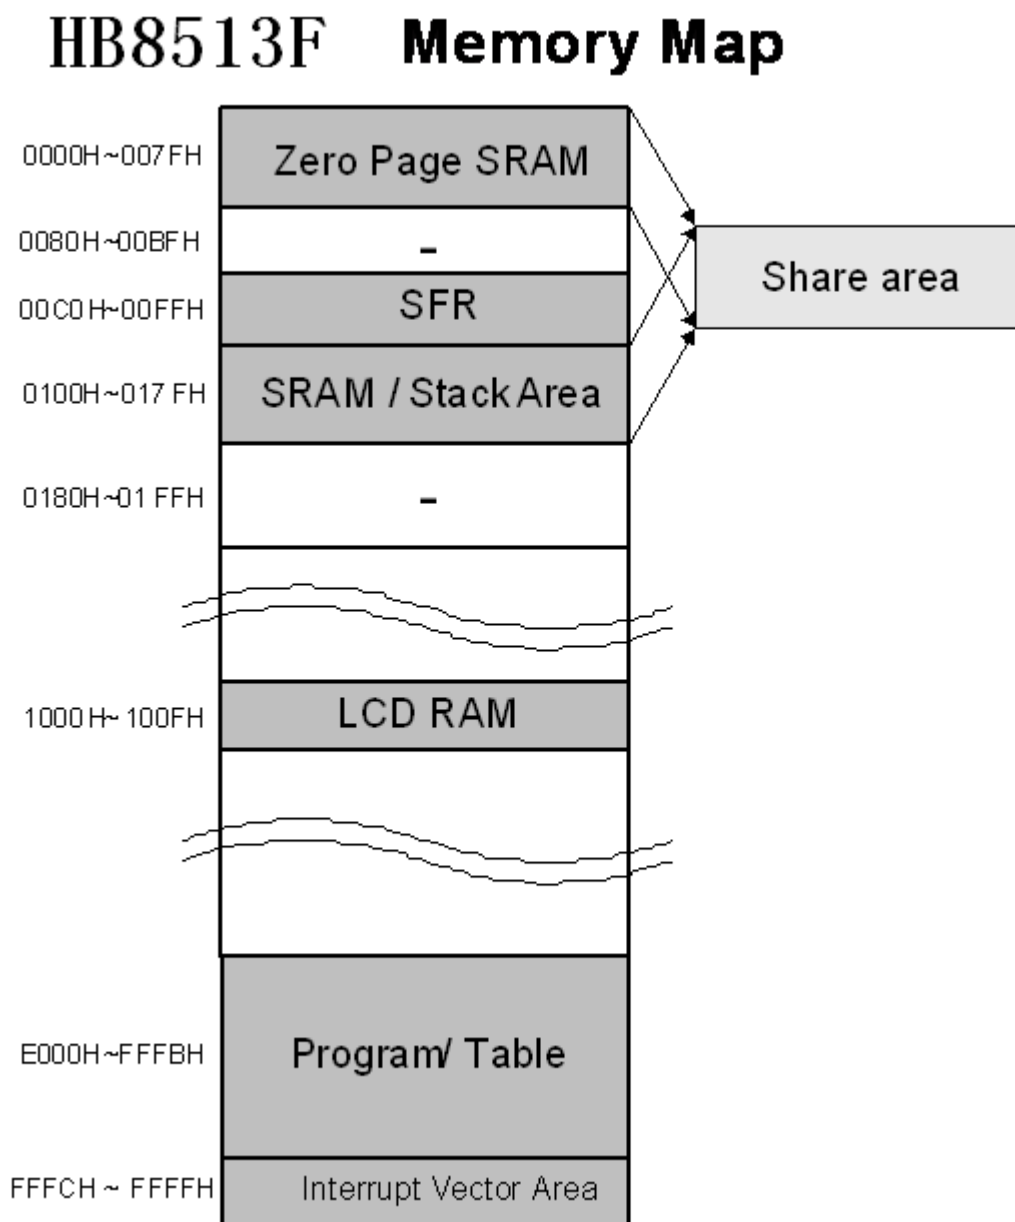 HB8513F Memory Map
0000H~007FH Zero Page SRAM
0080H~00BFH -
Share area
00C0H~00FFH SFR
0100H~017FH SRAM / Stack Area
0180H~01FFH -
1000H~100FH LCD RAM
E000H~FFFBH Program/ Table
FFFCH ~ FFFFH Interrupt Vector Area